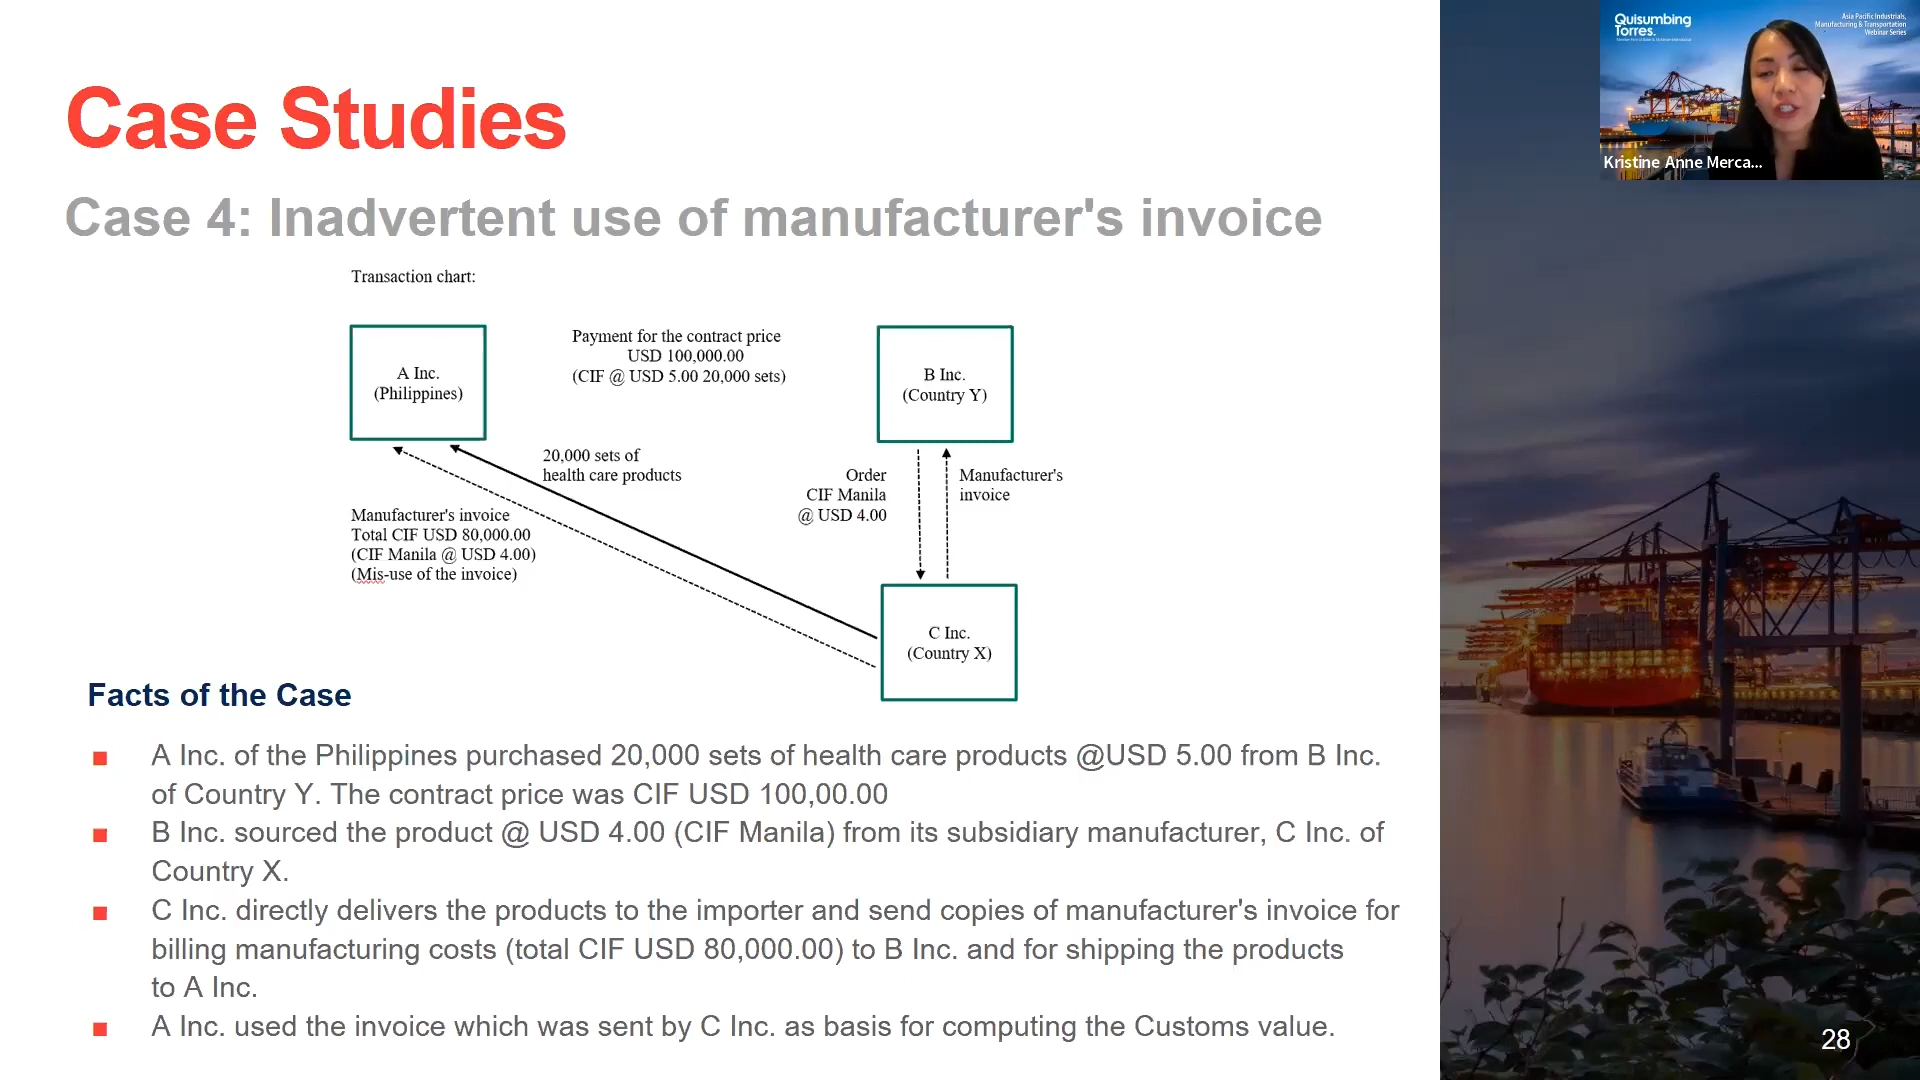 Case Studies
Case 4: Inadvertent use of manufacturer's invoice
Transaction chart:
A Inc.
(Philippines)
Payment for the contract price
USD 100,000.00
(CIF @ USD 5.00 20,000 sets)
B Inc.
(Country Y)
20,000 sets of
health care products
Order
CIF Manila
@ USD 4.00
Manufacturer's
invoice
Manufacturer's invoice
Total CIF USD 80,000.00
(CIF Manila @ USD 4.00)
(Mis-use of the invoice)
C Inc.
(Country X)
Facts of the Case
A Inc. of the Philippines purchased 20,000 sets of health care products @USD 5.00 from B Inc.
of Country Y. The contract price was CIF USD 100,00.00
B Inc. sourced the product @ USD 4.00 (CIF Manila) from its subsidiary manufacturer, C Inc. of
Country X.
C Inc. directly delivers the products to the importer and send copies of manufacturer's invoice for
billing manufacturing costs (total CIF USD 80,000.00) to B Inc. and for shipping the products
to A Inc.
A Inc. used the invoice which was sent by C Inc. as basis for computing the Customs value.
Quisumbing
Torres.
Asia Pacific Industrials,
Manufacturing & Transportation
Webinar Series
Kristine Anne Merca...
28